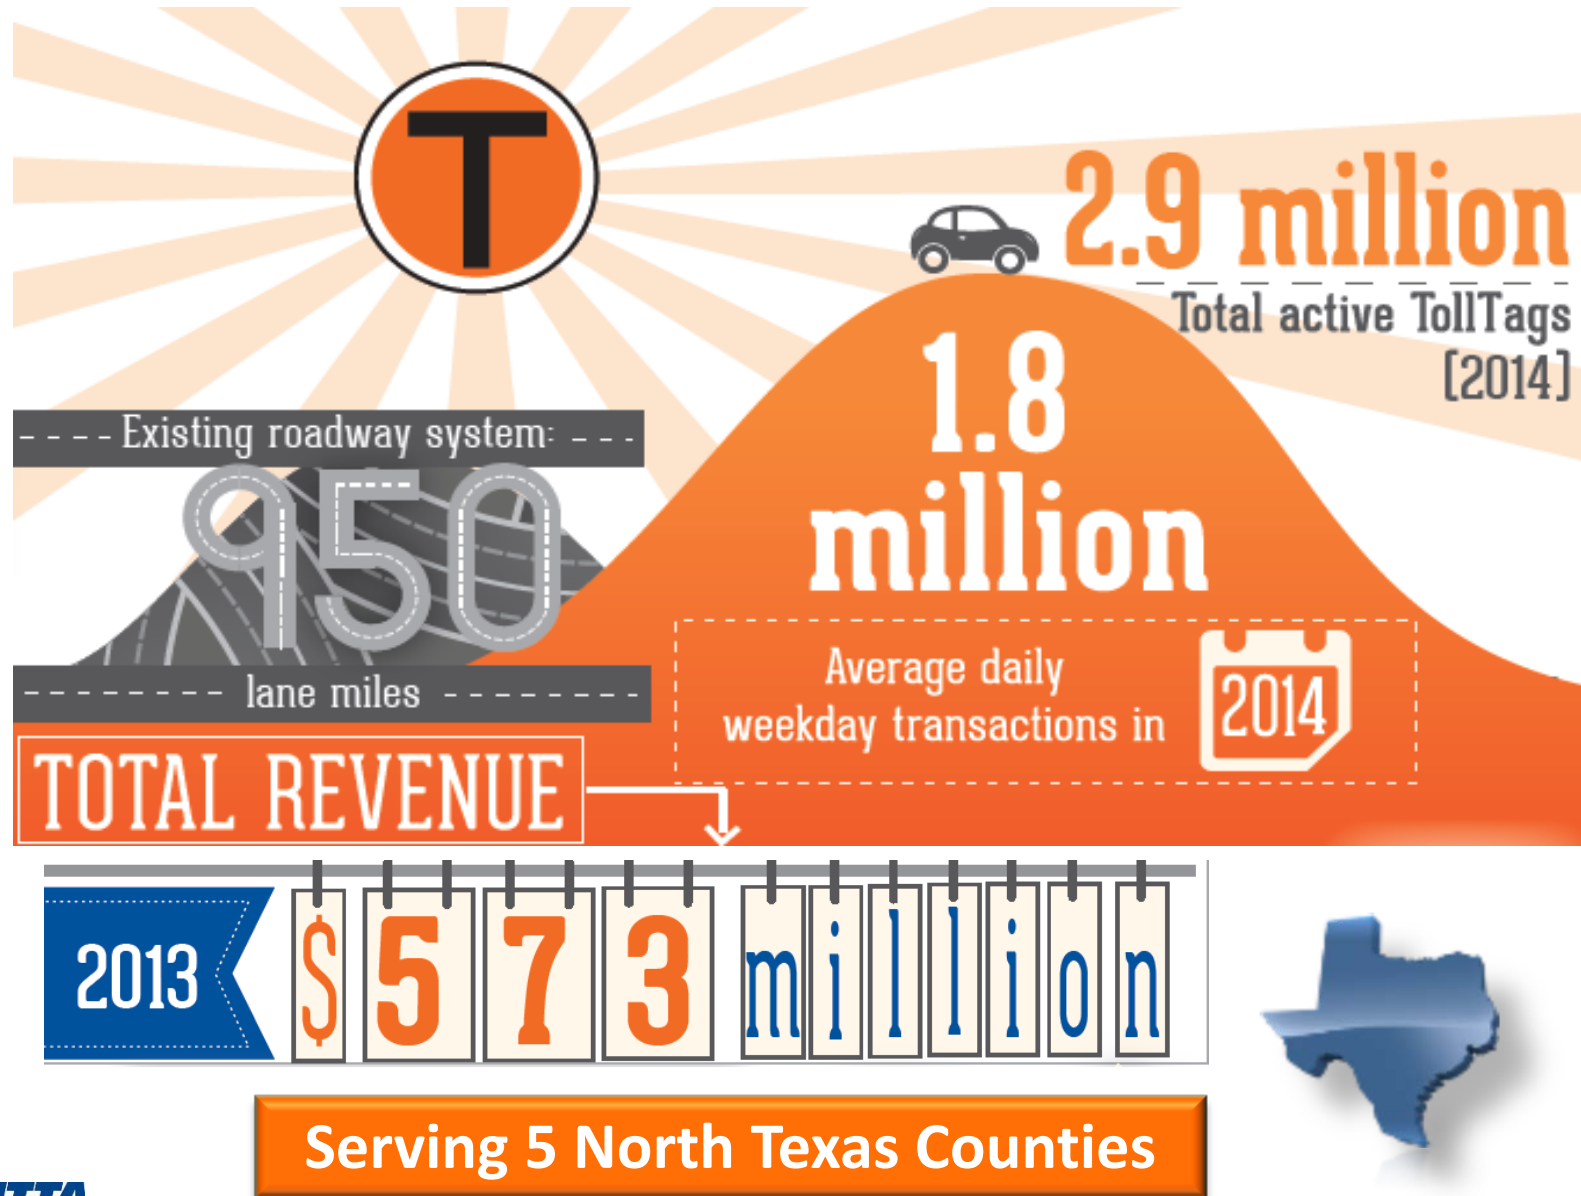 T
2.9 million
Total active TollTags
[2014]
1.8
million
Average daily
weekday transactions in
2014
Existing roadway system:
950
lane miles
TOTAL REVENUE
2013
$573 million
Serving 5 North Texas Counties